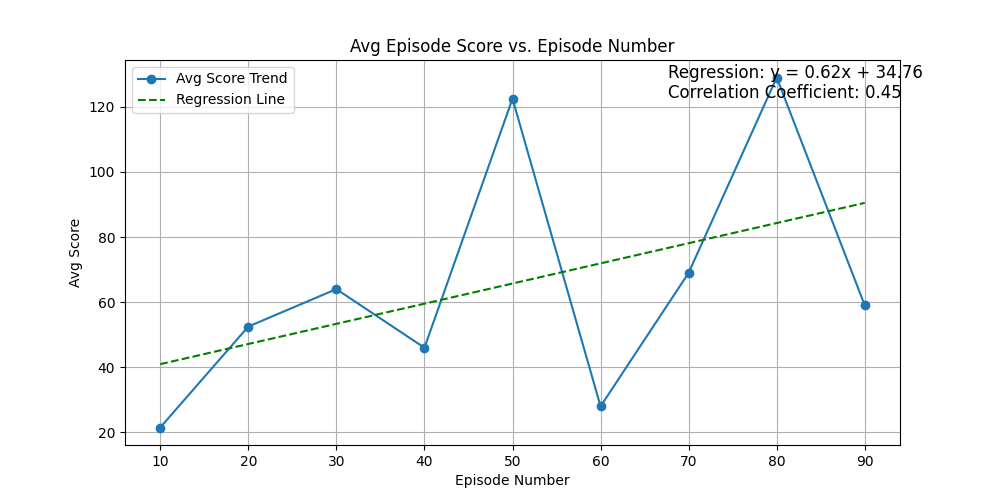 Avg Episode Score vs. Episode Number
Avg Score Trend
Regression Line
Regression: y = 0.62x + 34.76
Correlation Coefficient: 0.45
Avg Score
120
100
80
60
40
20
10 20 30 40 50 60 70 80 90
Episode Number